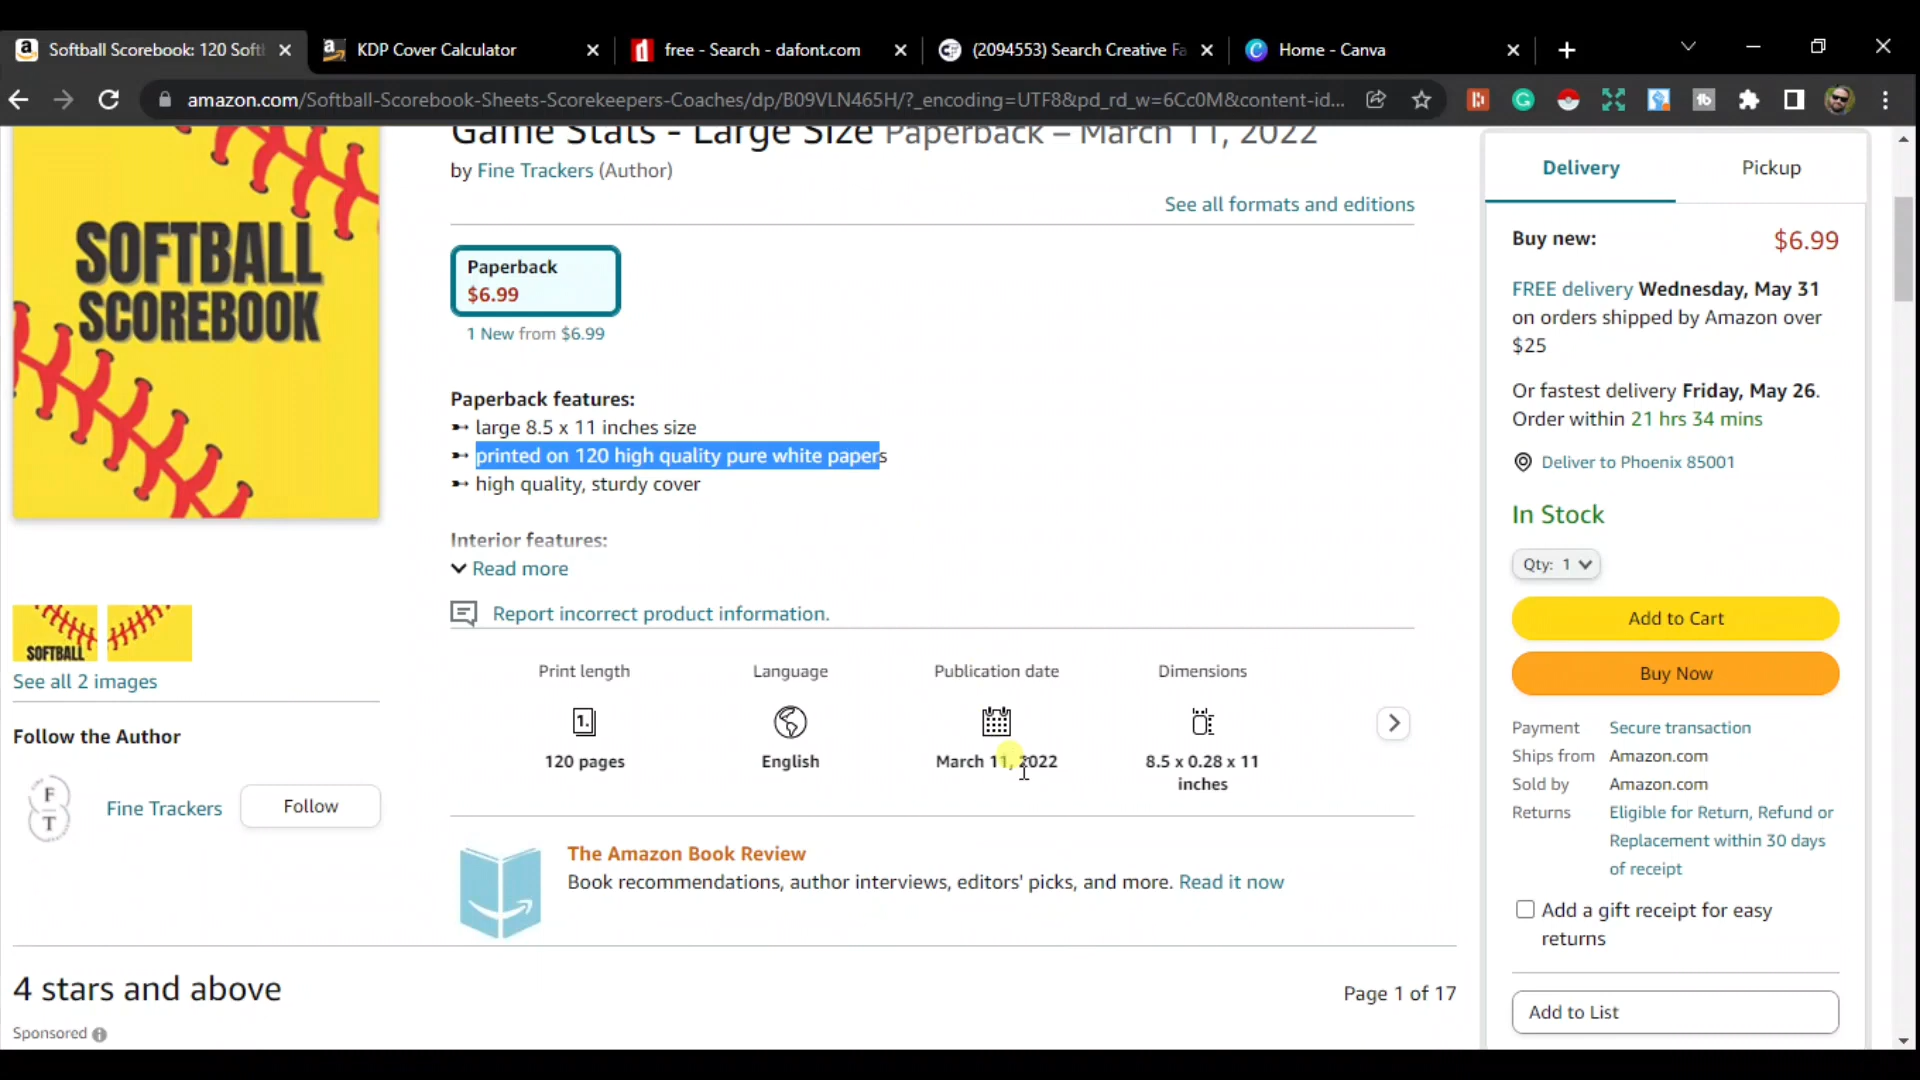 Softball Scorebook: 120 Soft
KDP Cover Calculator
free - Search - dafont.com
(2094553) Search Creative Fa
Home - Canva
amazon.com/Softball-Scorebook-Sheets-Scorekeepers-Coaches/dp/B09VLN465H/?_encoding=UTF8&pd_rd_w=6Cc0M&content-id...
Game Stats - Large Size Paperback – March 11, 2022
by Fine Trackers (Author)
See all formats and editions
Paperback
$6.99
1 New from $6.99
Paperback features:
➼ large 8.5 x 11 inches size
➼ printed on 120 high quality pure white papers
➼ high quality, sturdy cover
Interior features:
Read more
Report incorrect product information.
Print length
1.
120 pages
Language
English
Publication date
March 11, 2022
Dimensions
8.5 x 0.28 x 11
inches
The Amazon Book Review
Book recommendations, author interviews, editors' picks, and more. Read it now
SOFTBALL
SCOREBOOK
SOFTBALL
See all 2 images
Follow the Author
F
T
Fine Trackers
Follow
4 stars and above
Page 1 of 17
Sponsored
Delivery
Pickup
Buy new:
$6.99
FREE delivery Wednesday, May 31
on orders shipped by Amazon over
$25
Or fastest delivery Friday, May 26.
Order within 21 hrs 34 mins
Deliver to Phoenix 85001
In Stock
Qty: 1
Add to Cart
Buy Now
Payment Secure transaction
Ships from Amazon.com
Sold by Amazon.com
Returns Eligible for Return, Refund or
Replacement within 30 days
of receipt
Add a gift receipt for easy
returns
Add to List